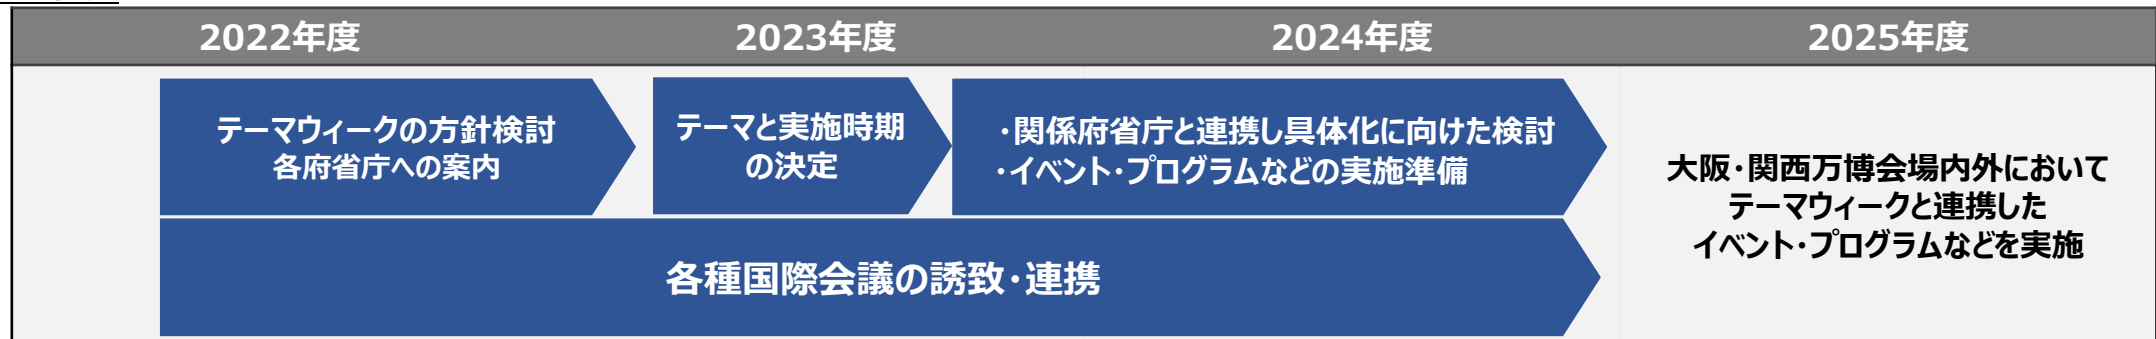 2022年度 2023年度 2024年度 2025年度
テーマウィークの方針検討
各府省庁への案内
テーマと実施時期
の決定
・関係府省庁と連携し具体化に向けた検討
・イベント・プログラムなどの実施準備
各種国際会議の誘致・連携
大阪・関西万博会場内外において
テーマウィークと連携した
イベント・プログラムなどを実施